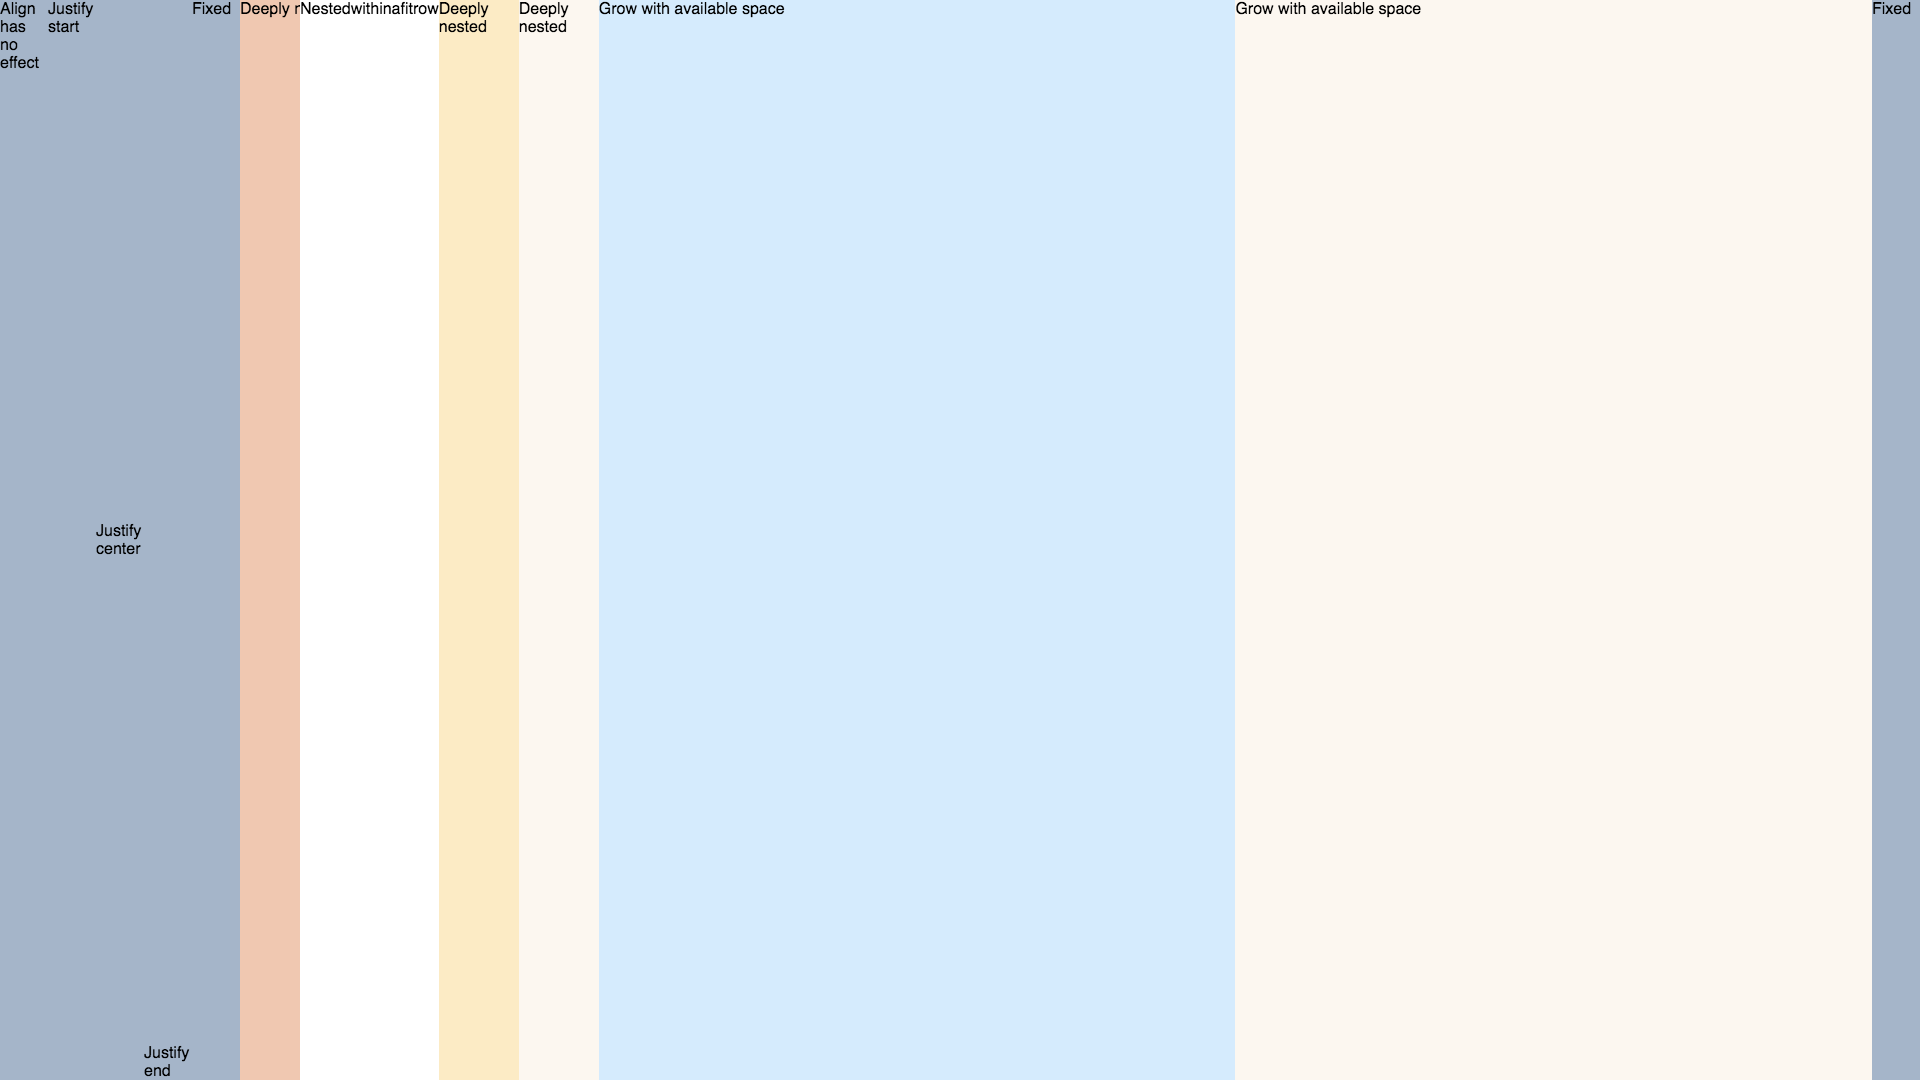 Align
has
no
effect
Justify
start
Justify
center
Justify
end
Fixed
Deeply
Nestedwithinafitrow
Deeply
nested
Deeply
nested
Grow with available space
Grow with available space
Fixed